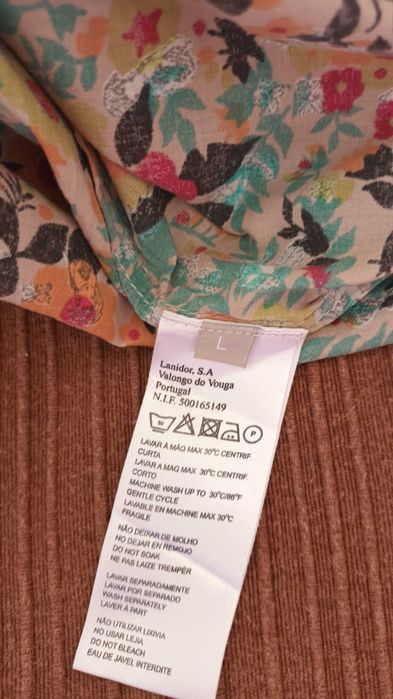 L
Lanidor, S.A
Valongo do Vouga
Portugal
N.I.F. 500165149
30
P
LAVAR À MÃO MAX 30°C CENTRIF.
CURTA
LAVAR A MAQ MAX 30°C CENTRIF.
CORTO
MACHINE WASH UP TO 30°C/86°F
GENTLE CYCLE
LAVABLE EN MACHINE MAX 30°C
FRAGILE
NÃO DEIXAR DE MOLHO
NO DEJAR EN REMOJO
DO NOT SOAK
NE PAS LAIZE TREMPÉR
LAVAR SEPARADAMENTE
LAVAR POR SEPARADO
WASH SEPARATELY
LAVER À PART
NÃO UTILIZAR LIXIVIA
NO USAR LEJIA
DO NOT BLEACH
EAU DE JAVEL INTERDITE